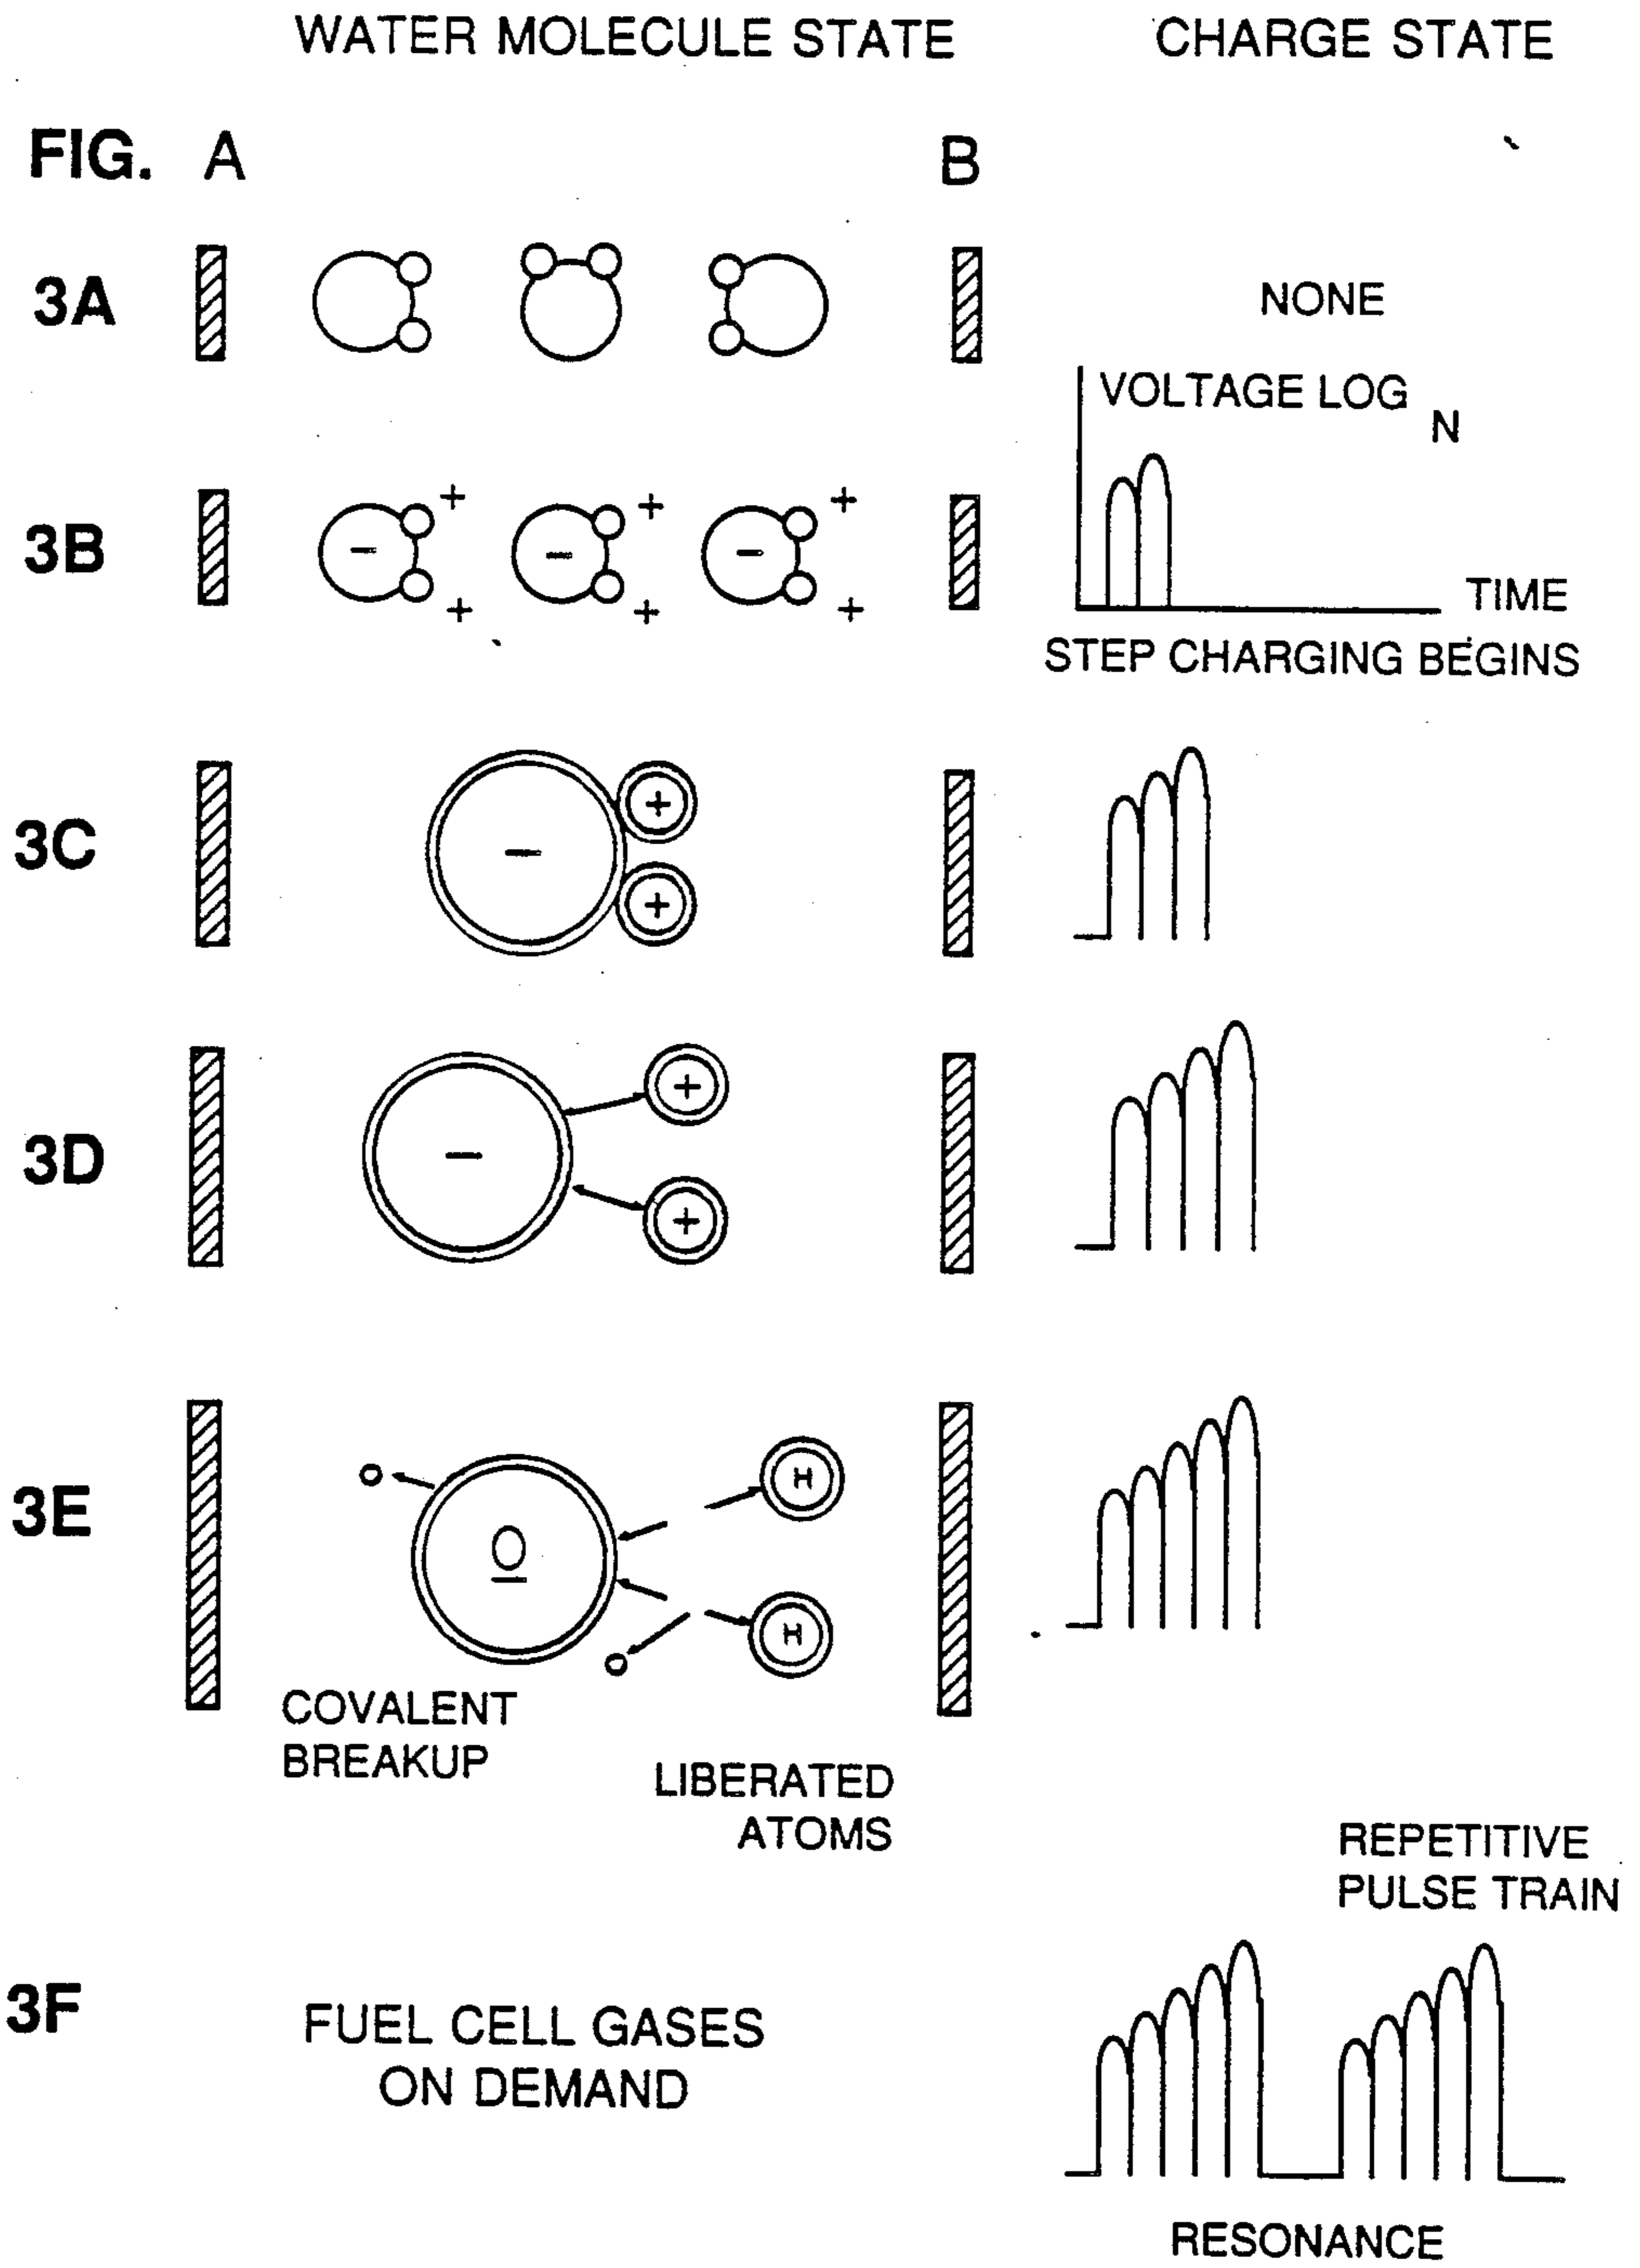 WATER MOLECULE STATE CHARGE STATE
FIG. A B
3A NONE
VOLTAGE LOG N
3B - + + - + + - + +
TIME
STEP CHARGING BEGINS
3C - + +
3D - + +
3E O H H
COVALENT
BREAKUP
LIBERATED
ATOMS
REPETITIVE
PULSE TRAIN
3F FUEL CELL GASES
ON DEMAND
RESONANCE